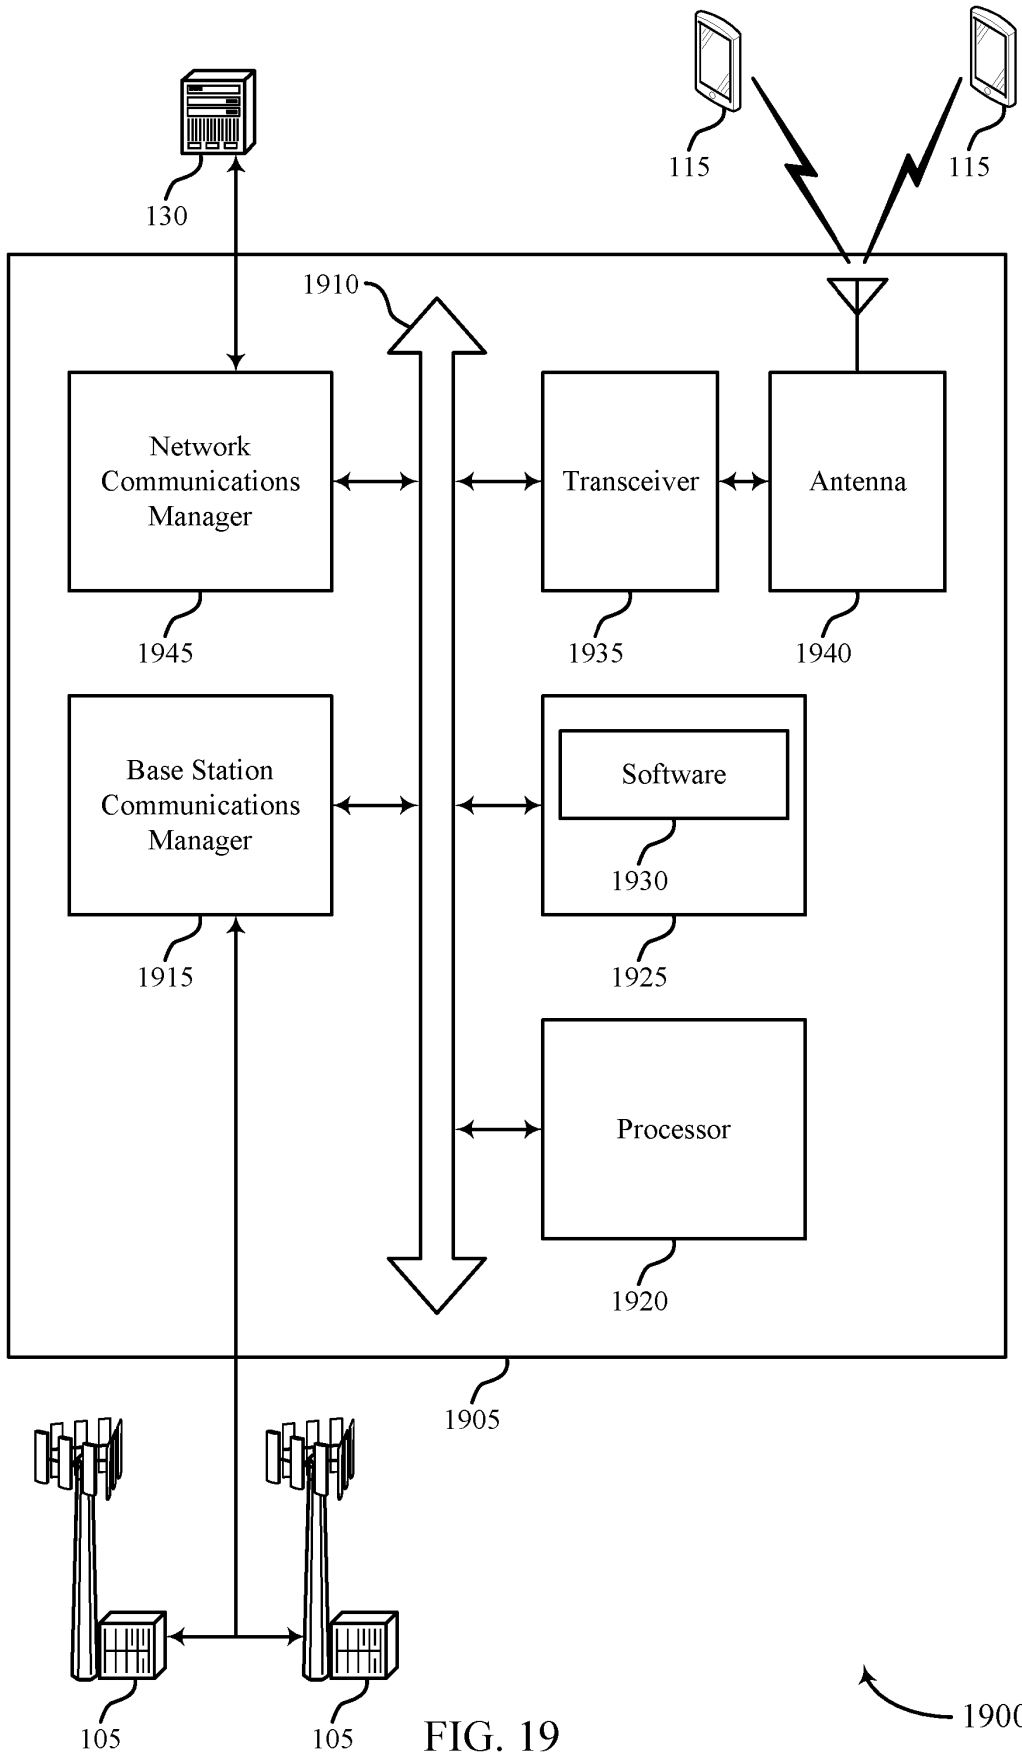 115
115
130
1910
Network
Communications
Manager
Transceiver
Antenna
1945
1935
1940
Base Station
Communications
Manager
Software
1930
1915
1925
Processor
1920
1905
105
105
FIG. 19
1900